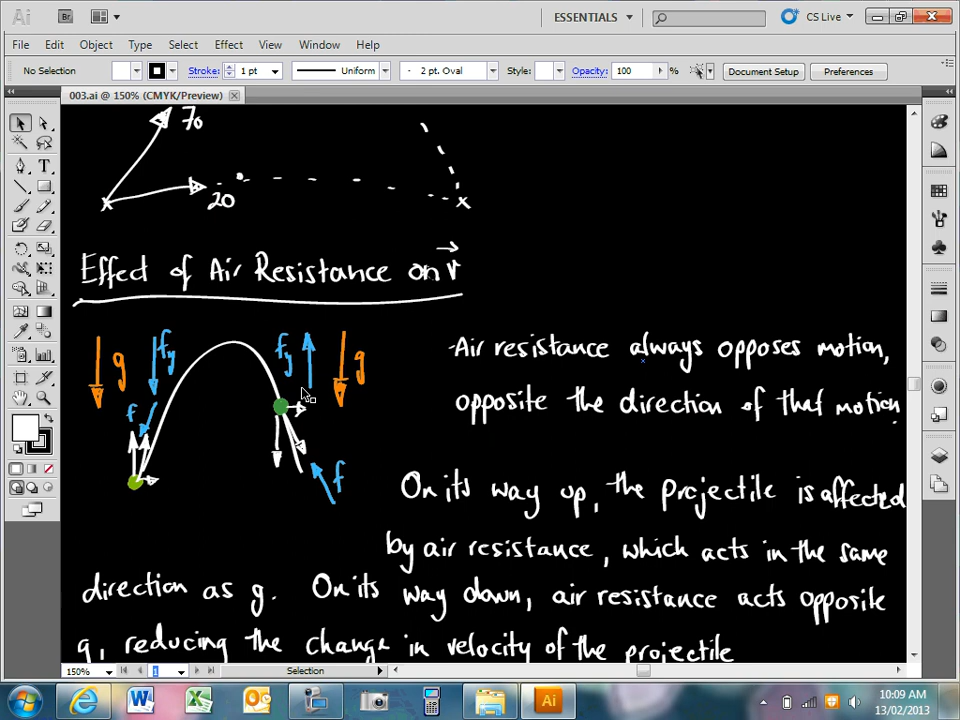 Ai
Br
ESSENTIALS
CS Live
File Edit Object Type Select Effect View Window Help
No Selection
Stroke:
1 pt
Uniform
2 pt. Oval
Style:
Opacity:
100
%
Document Setup
Preferences
003.ai @ 150% (CMYK/Preview)
70
20
Effect of Air Resistance on v
g
fy
fy
g
f
f
Air resistance always opposes motion,
opposite the direction of that motion.
On its way up, the projectile is affected
by air resistance, which acts in the same
direction as g. On its way down, air resistance acts opposite
g, reducing the change in velocity of the projectile
150%
1
Selection
W
X
O
Ai
10:09 AM
13/02/2013